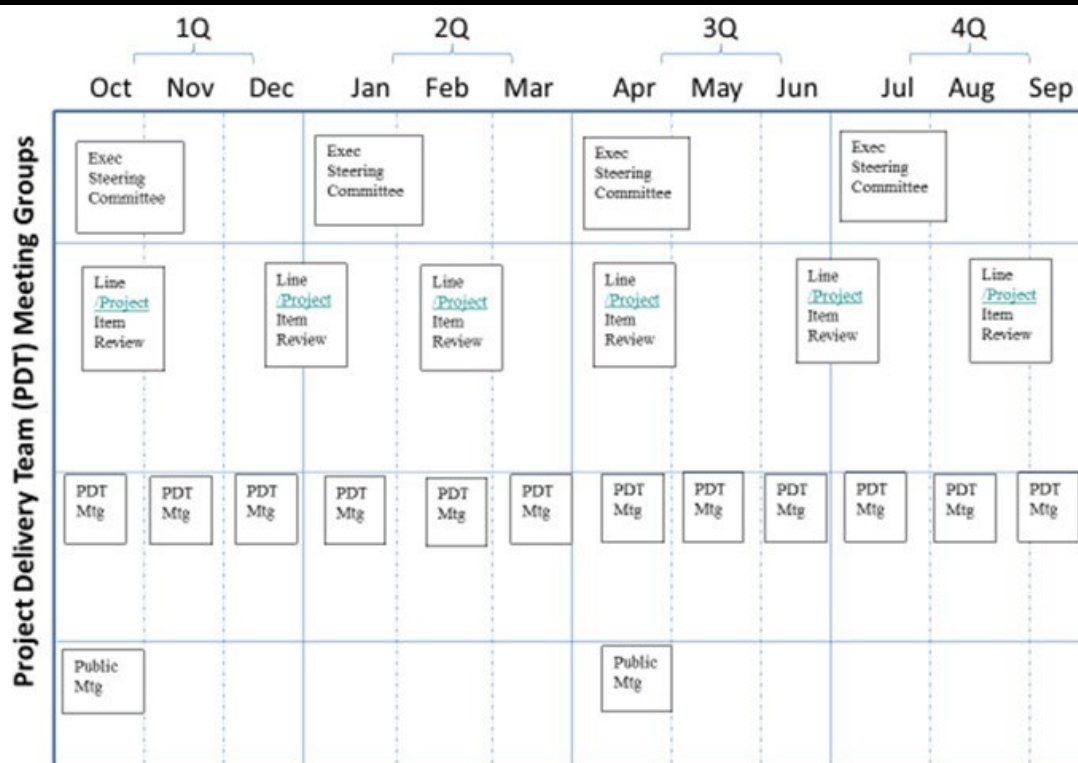 1Q 2Q 3Q 4Q
Oct Nov Dec Jan Feb Mar Apr May Jun Jul Aug Sep
Project Delivery Team (PDT) Meeting Groups
Exec
Steering
Committee
Exec
Steering
Committee
Exec
Steering
Committee
Exec
Steering
Committee
Line
/Project
Item
Review
Line
/Project
Item
Review
Line
/Project
Item
Review
Line
/Project
Item
Review
Line
/Project
Item
Review
Line
/Project
Item
Review
PDT
Mtg
PDT
Mtg
PDT
Mtg
PDT
Mtg
PDT
Mtg
PDT
Mtg
PDT
Mtg
PDT
Mtg
PDT
Mtg
PDT
Mtg
PDT
Mtg
PDT
Mtg
Public
Mtg
Public
Mtg